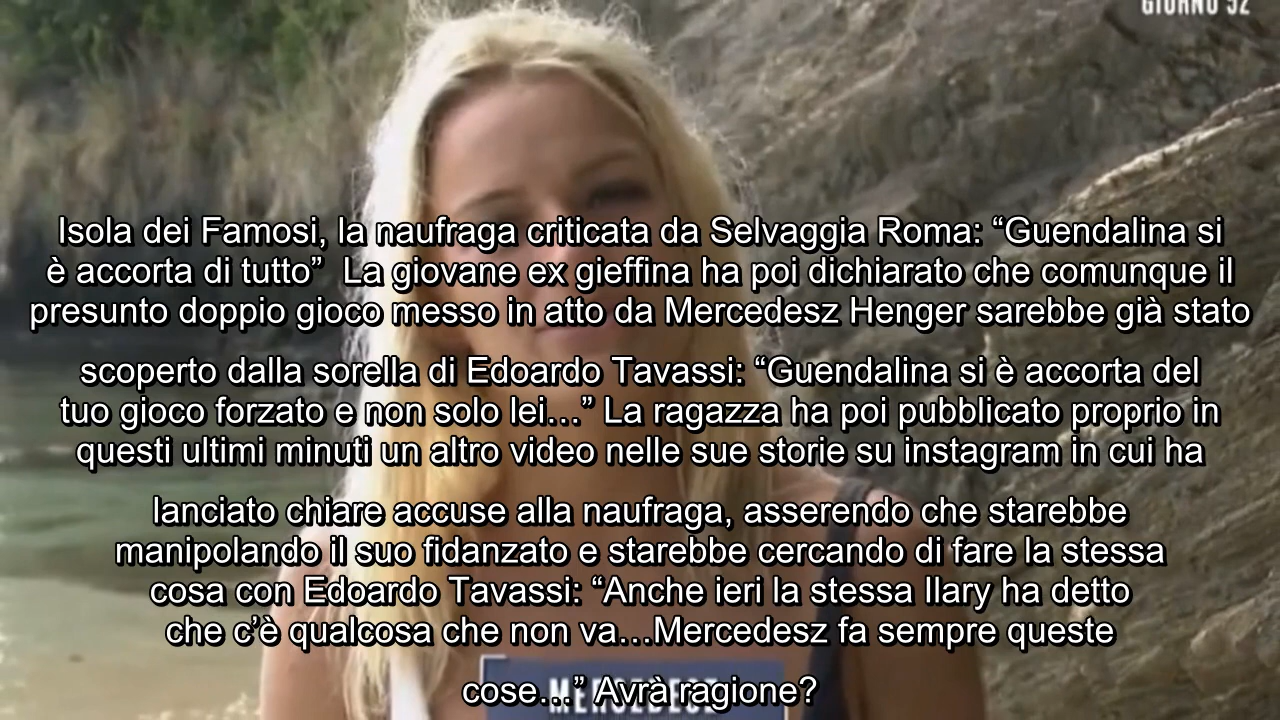 GIORNO 52
Isola dei Famosi, la naufraga criticata da Selvaggia Roma: “Guendalina si
è accorta di tutto”  La giovane ex gieffina ha poi dichiarato che comunque il
presunto doppio gioco messo in atto da Mercedesz Henger sarebbe già stato
scoperto dalla sorella di Edoardo Tavassi: “Guendalina si è accorta del
tuo gioco forzato e non solo lei…” La ragazza ha poi pubblicato proprio in
questi ultimi minuti un altro video nelle sue storie su instagram in cui ha
lanciato chiare accuse alla naufraga, asserendo che starebbe
manipolando il suo fidanzato e starebbe cercando di fare la stessa
cosa con Edoardo Tavassi: “Anche ieri la stessa Ilary ha detto
che c’è qualcosa che non va…Mercedesz fa sempre queste
cose…” Avrà ragione?